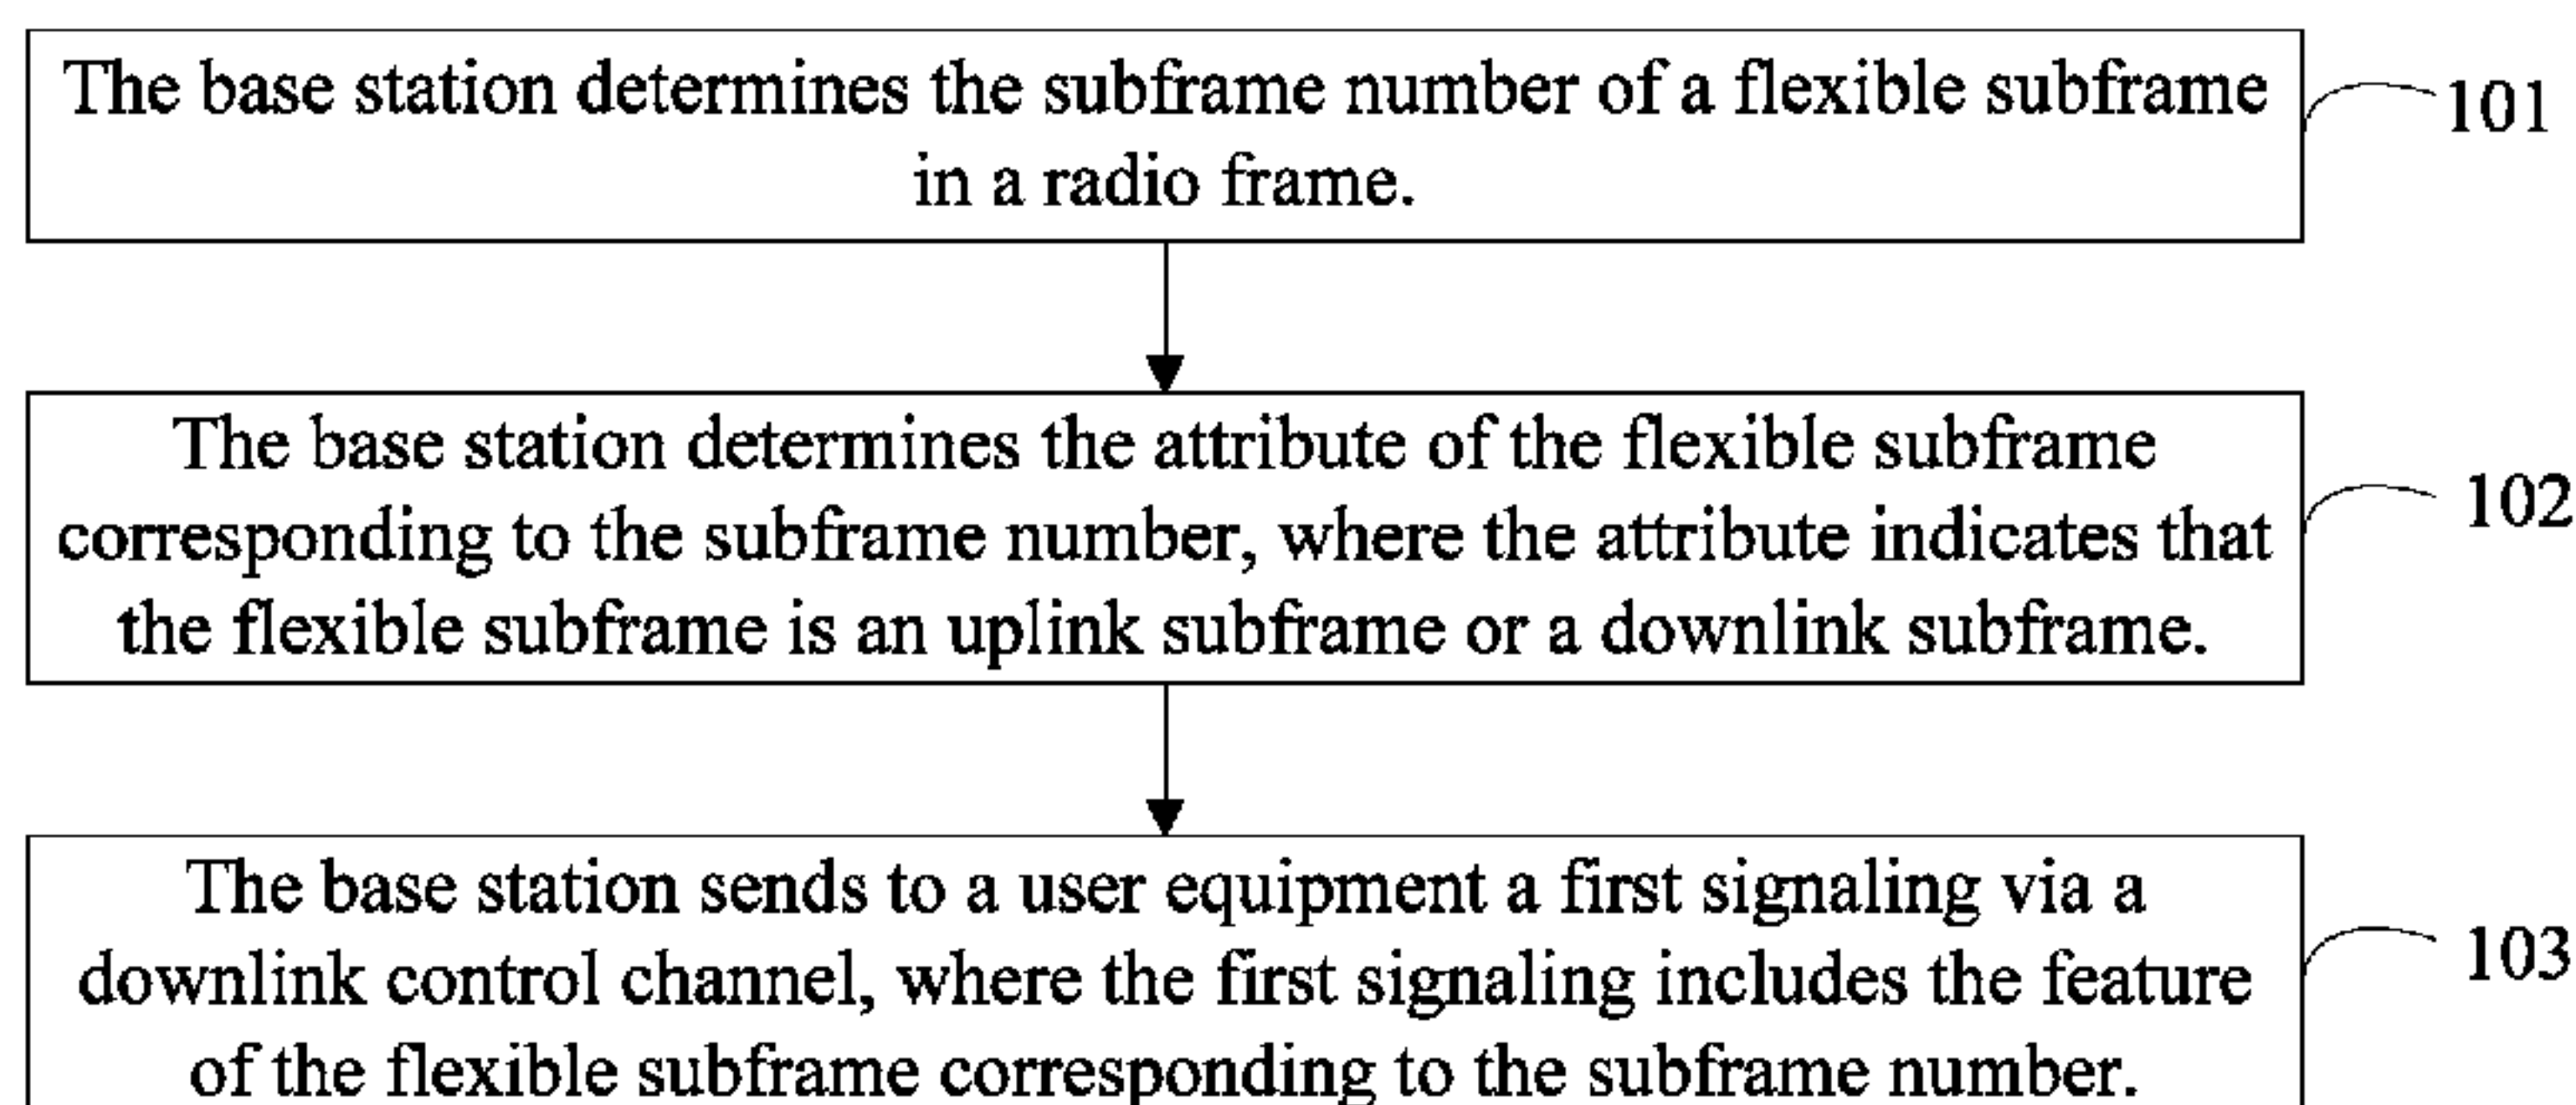 The base station determines the subframe number of a flexible subframe
in a radio frame.
101
The base station determines the attribute of the flexible subframe
corresponding to the subframe number, where the attribute indicates that
the flexible subframe is an uplink subframe or a downlink subframe.
102
The base station sends to a user equipment a first signaling via a
downlink control channel, where the first signaling includes the feature
of the flexible subframe corresponding to the subframe number.
103